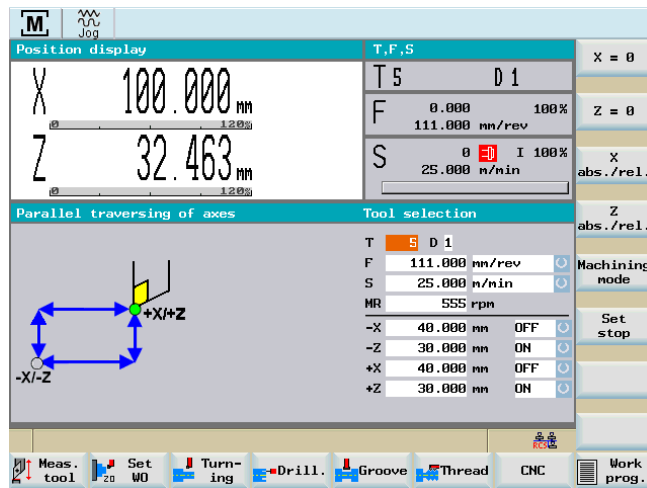 M
Jog
Position display
T,F,S
X = 0
X 100.000 mm
0 120%
T 5 D 1
F 0.000 100%
111.000 mm/rev
Z = 0
Z 32.463 mm
0 120%
S 0 I 100%
25.000 m/min
X
abs./rel.
Z
abs./rel.
Parallel traversing of axes
Tool selection
T 5 D 1
F 111.000 mm/rev
S 25.000 m/min
MR 555 rpm
-X 40.000 mm OFF
-Z 30.000 mm ON
+X 40.000 mm OFF
+Z 30.000 mm ON
+X/+Z
-X/-Z
Machining
mode
Set
stop
RCS
Meas.
tool
20
Set
WO
Turn-
ing
Drill.
Groove
Thread
CNC
Work
prog.